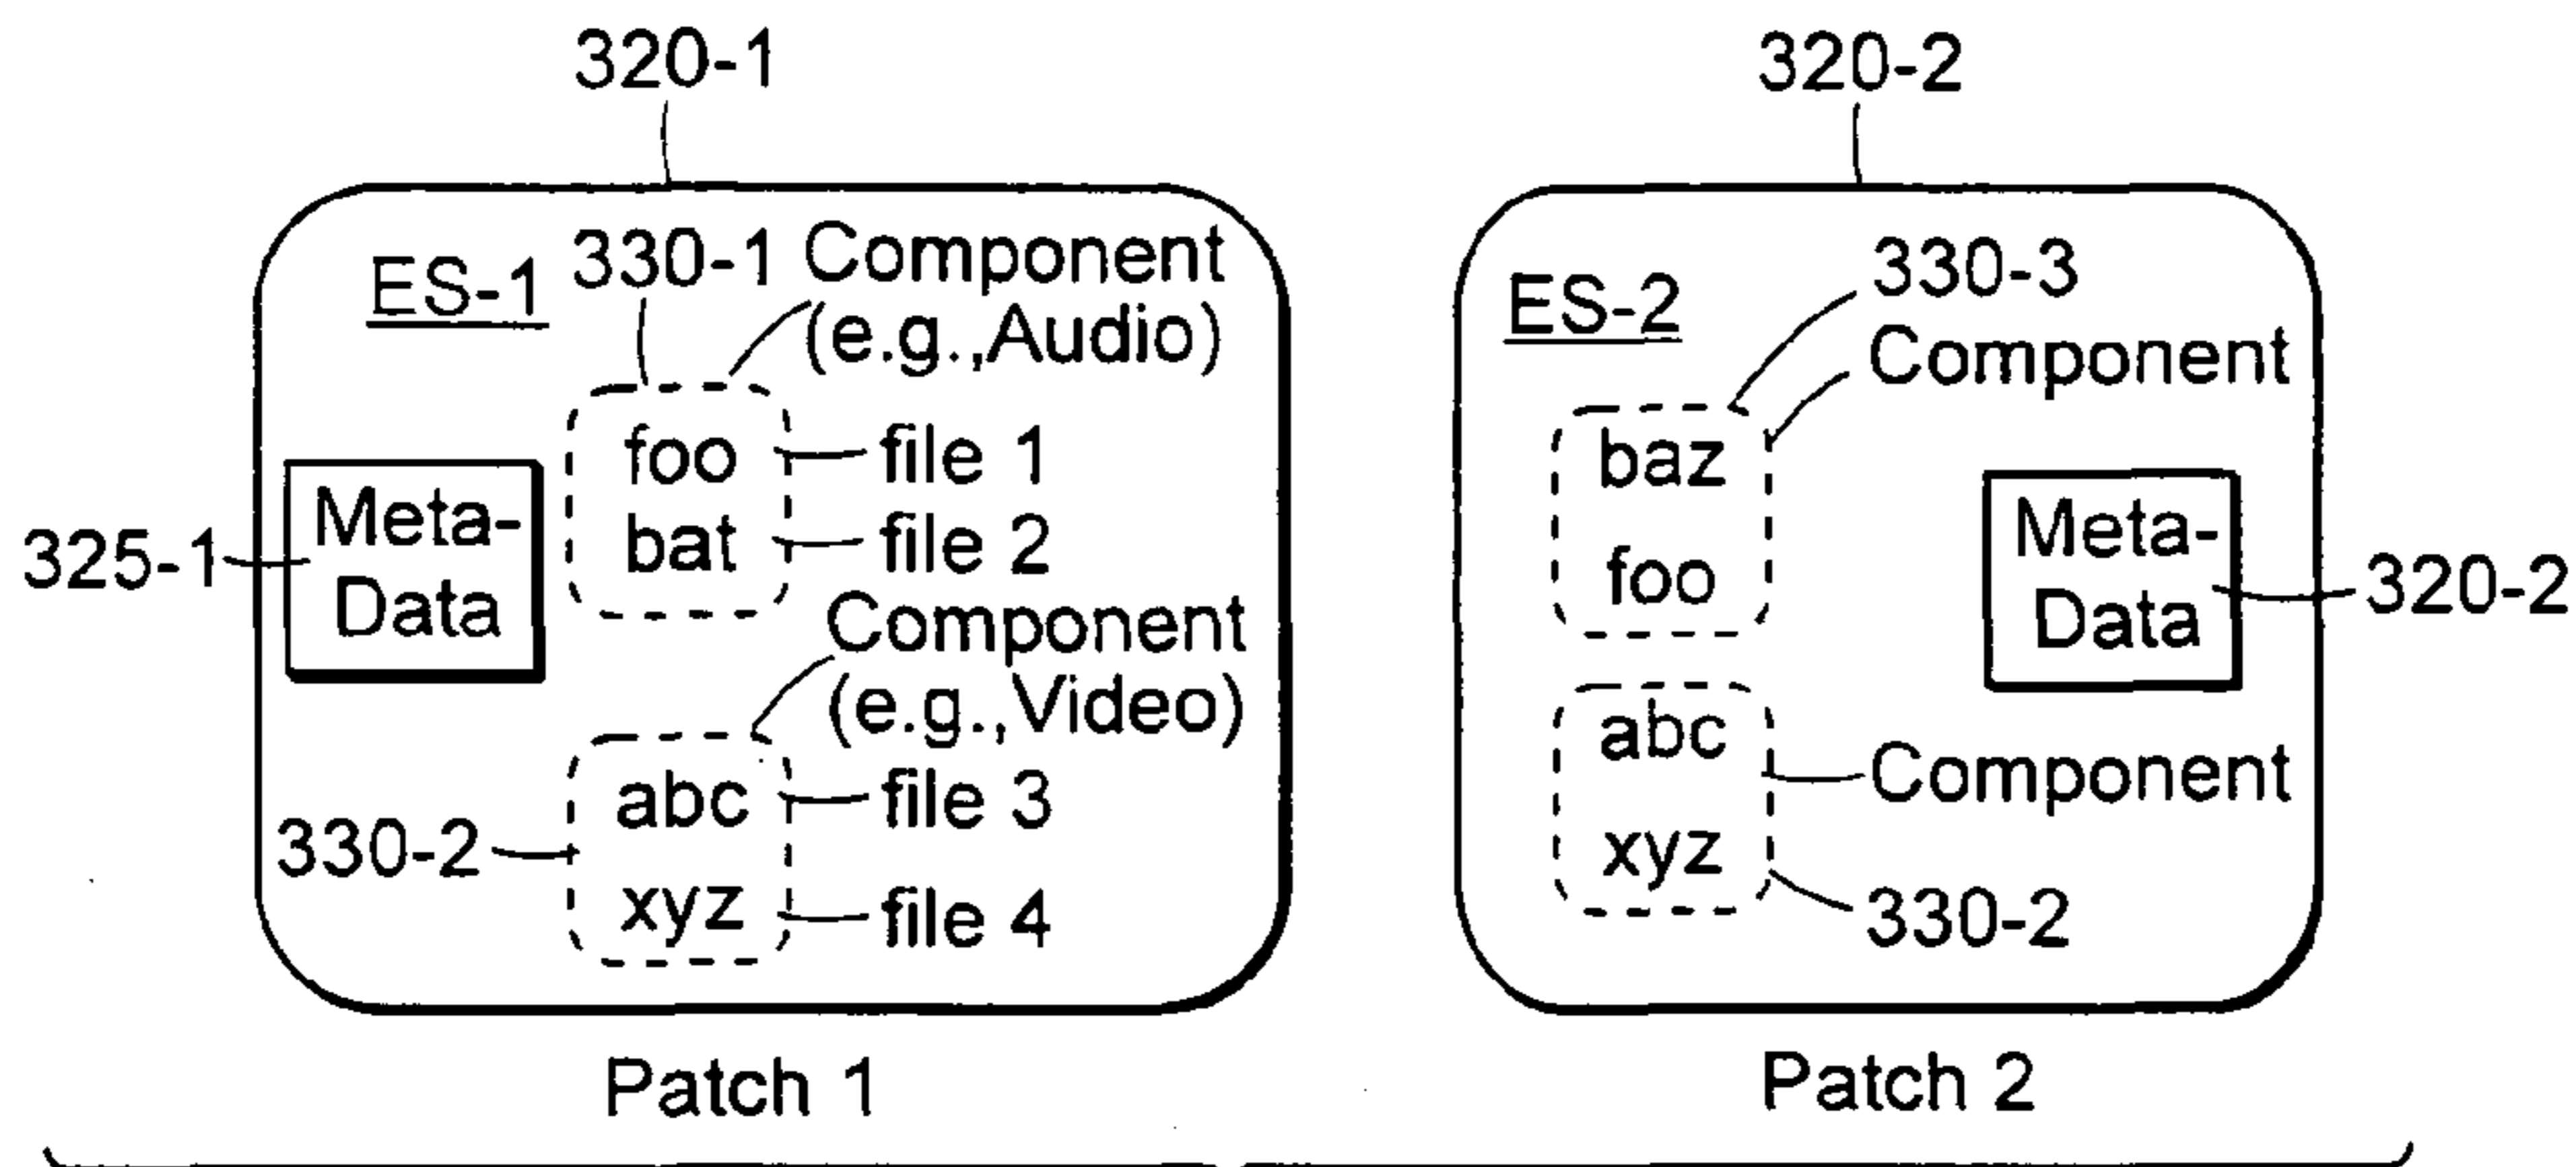 320-1
320-2
ES-1
330-1
Component
(e.g.,Audio)
foo
file 1
bat
file 2
325-1
Meta-
Data
Component
(e.g.,Video)
330-2
abc
file 3
xyz
file 4
Patch 1
ES-2
330-3
Component
baz
foo
Meta-
Data
320-2
abc
Component
xyz
330-2
Patch 2